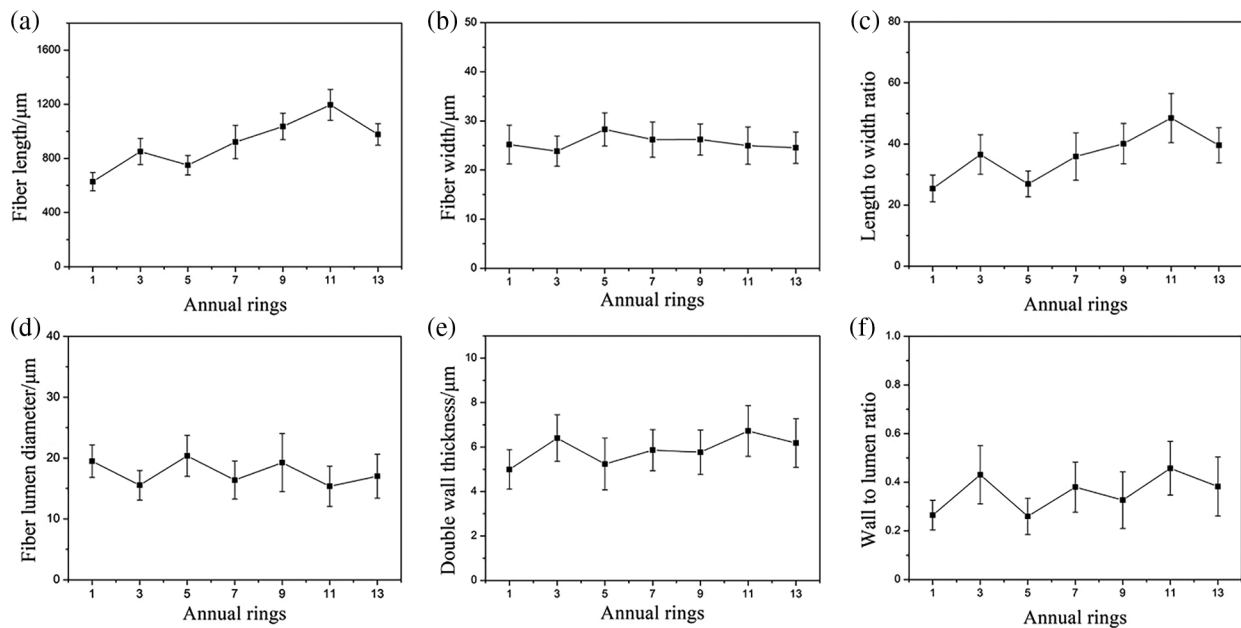 (a)
Fiber length/μm
1600
1200
800
400
0
1 3 5 7 9 11 13
Annual rings
(b)
Fiber width/μm
50
40
30
20
10
0
1 3 5 7 9 11 13
Annual rings
(c)
Length to width ratio
80
60
40
20
0
1 3 5 7 9 11 13
Annual rings
(d)
Fiber lumen diameter/μm
40
30
20
10
0
1 3 5 7 9 11 13
Annual rings
(e)
Double wall thickness/μm
10
8
6
4
2
0
1 3 5 7 9 11 13
Annual rings
(f)
Wall to lumen ratio
1.0
0.8
0.6
0.4
0.2
0
1 3 5 7 9 11 13
Annual rings